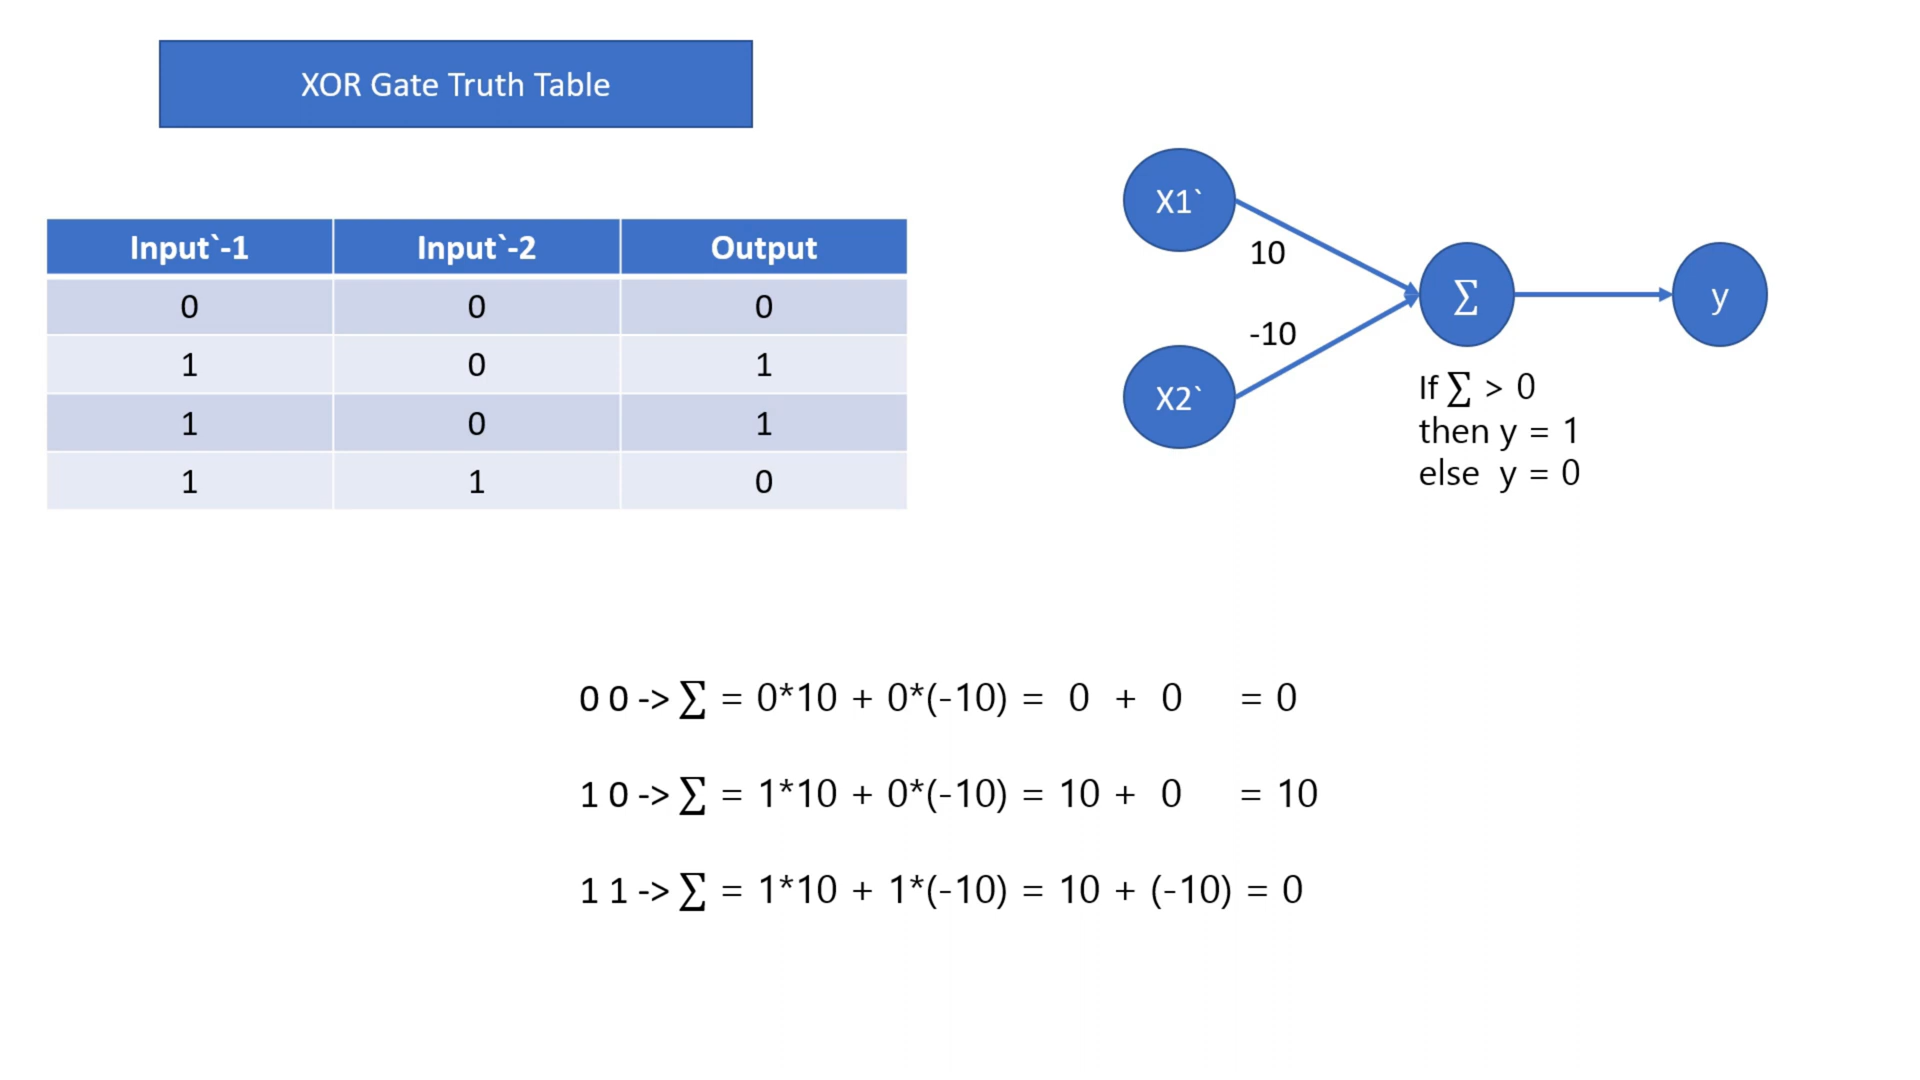 XOR Gate Truth Table
Input`-1 Input`-2 Output
0 0 0
1 0 1
1 0 1
1 1 0
X1`
10
-10
X2`
∑
y
If ∑ > 0
then y = 1
else y = 0
0 0 -> ∑ = 0*10 + 0*(-10) = 0 + 0 = 0
1 0 -> ∑ = 1*10 + 0*(-10) = 10 + 0 = 10
1 1 -> ∑ = 1*10 + 1*(-10) = 10 + (-10) = 0